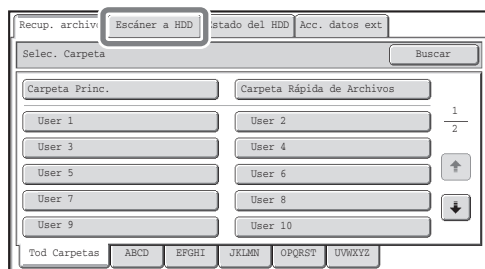 Recup. archivo Escáner a HDD Estado del HDD Acc. datos ext
Selec. Carpeta Buscar
Carpeta Princ. Carpeta Rápida de Archivos
User 1 User 2
1
2
User 3 User 4
User 5 User 6
User 7 User 8
User 9 User 10
Tod Carpetas ABCD EFGHI JKLMN OPQRST UVWXYZ